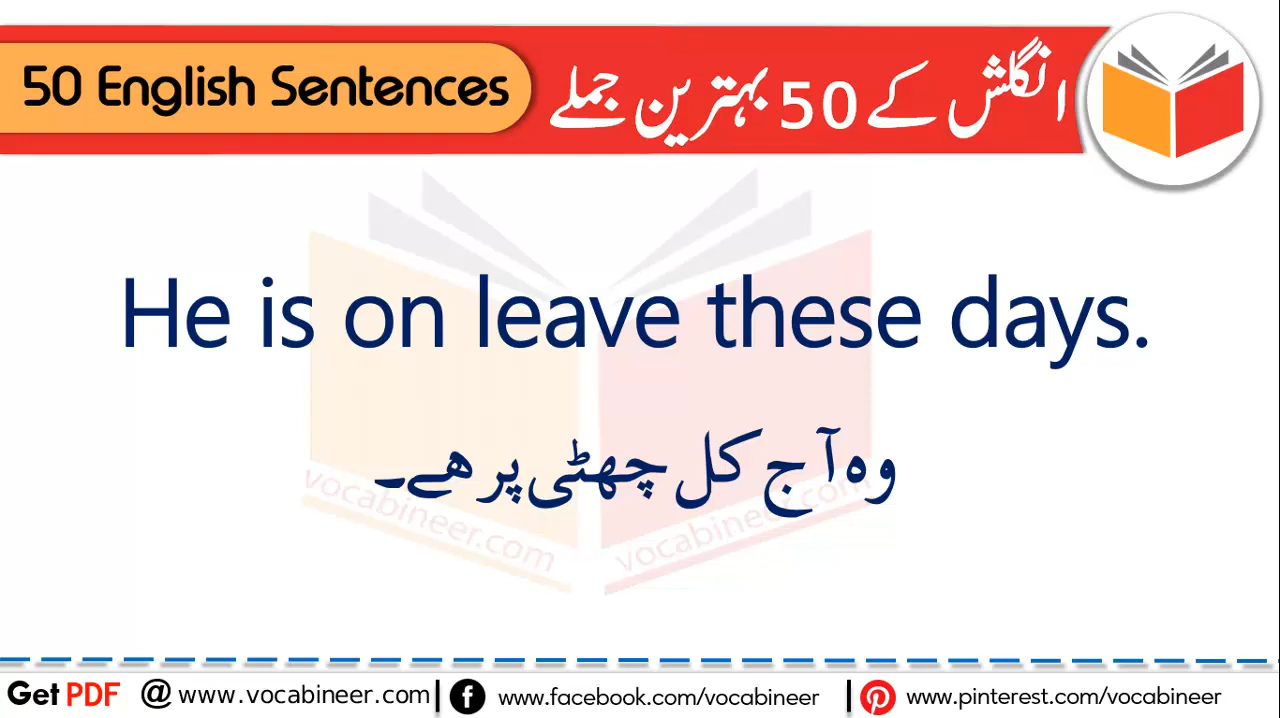 50 English Sentences
انگلش کے 50 بہترین جملے
He is on leave these days.
وہ آج کل چھٹی پر ھے۔
vocabineer.com vocabineer.com
Get PDF @ www.vocabineer.com | www.facebook.com/vocabineer | www.pinterest.com/vocabineer